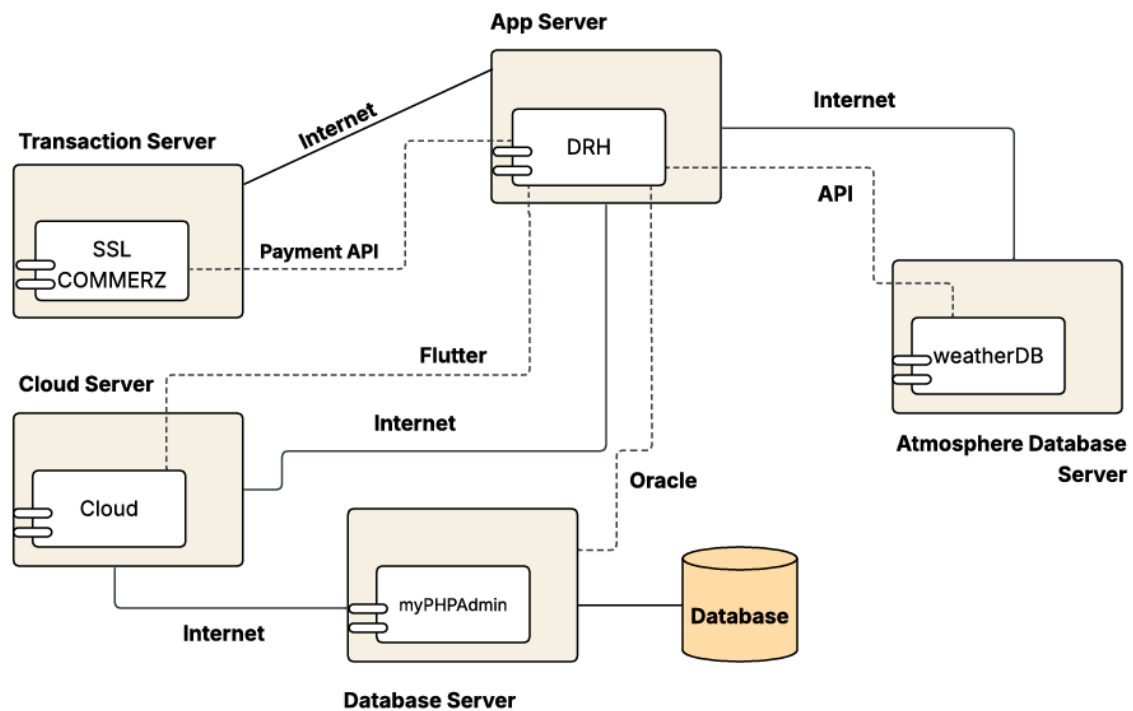 App Server
Internet
Internet
Transaction Server
DRH
API
SSL
COMMERZ
Payment API
Flutter
weatherDB
Cloud Server
Internet
Atmosphere Database
Server
Oracle
Cloud
myPHPAdmin
Database
Internet
Database Server